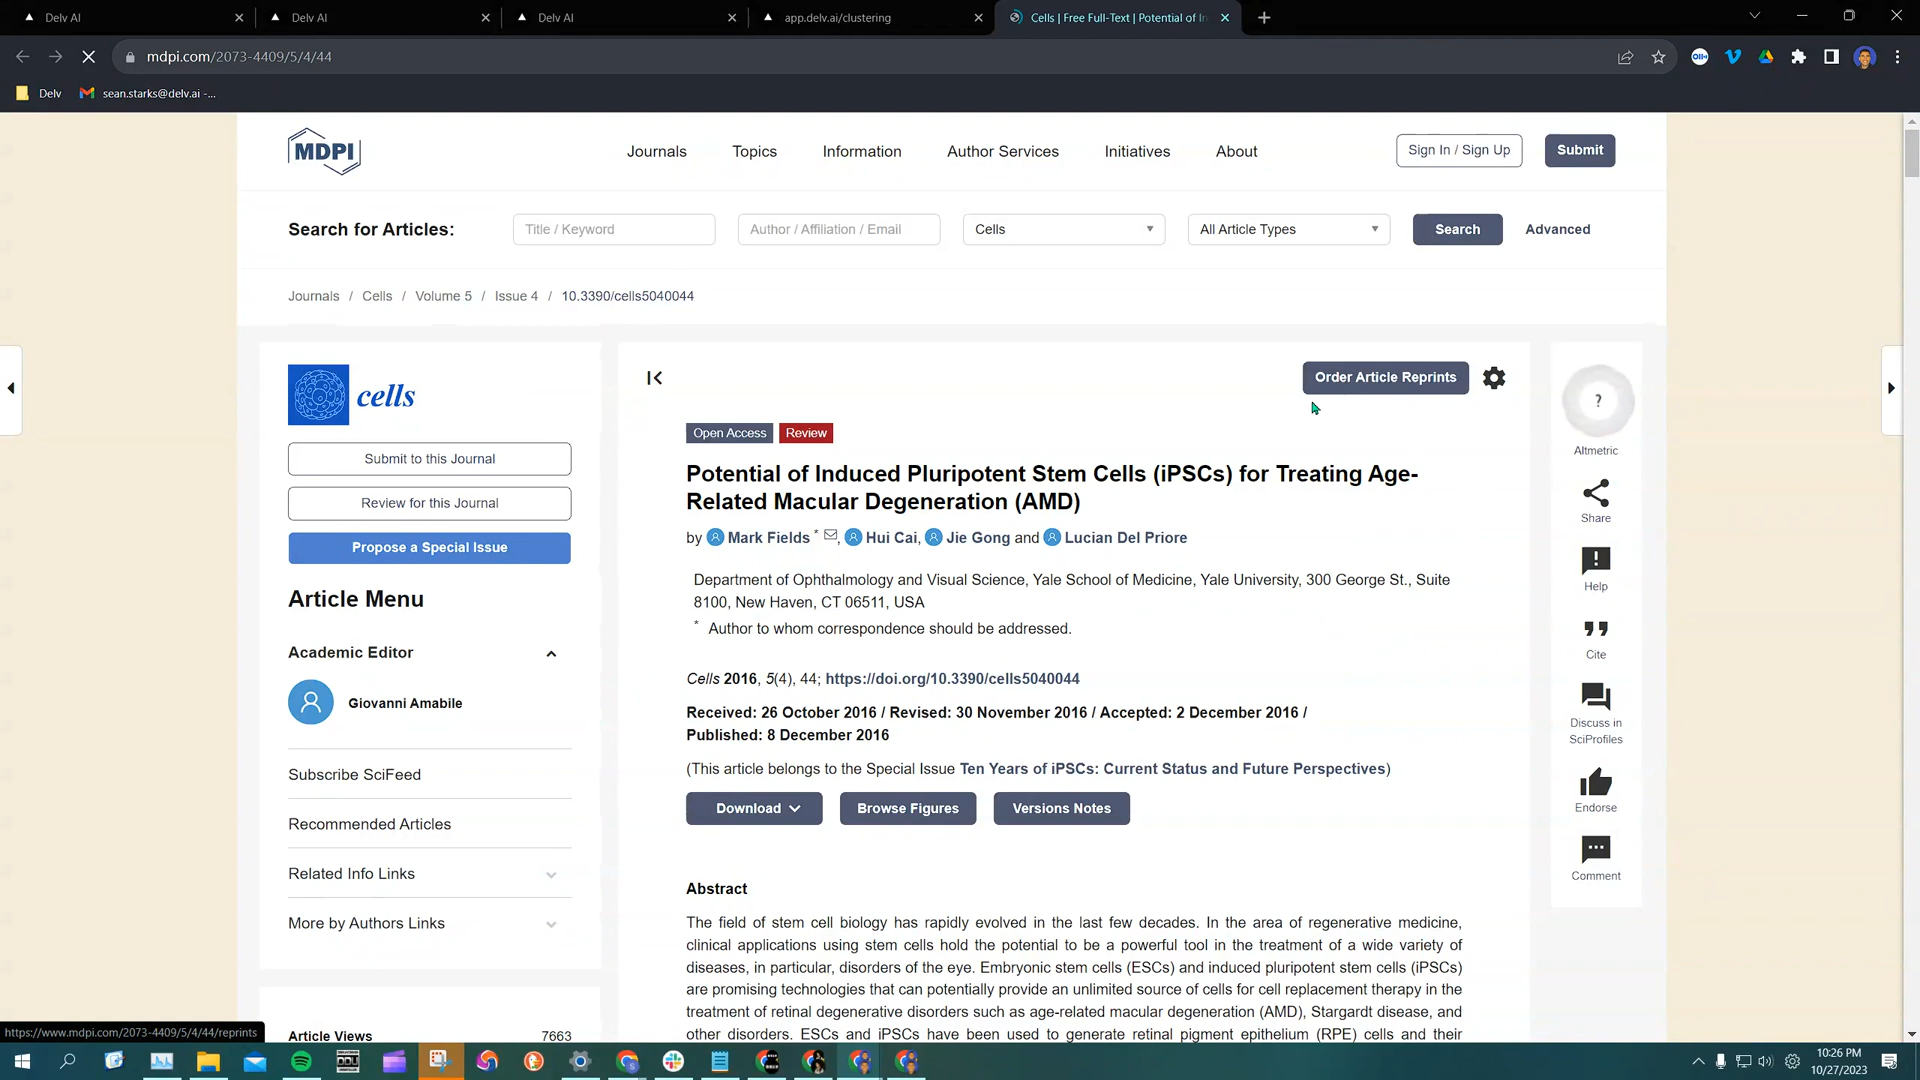 Delv AI
Delv AI
Delv AI
app.delv.ai/clustering
Cells | Free Full-Text | Potential of In
mdpi.com/2073-4409/5/4/44
Delv
sean.starks@delv.ai -...
MDPI
Journals
Topics
Information
Author Services
Initiatives
About
Sign In / Sign Up
Submit
Search for Articles:
Title / Keyword
Author / Affiliation / Email
Cells
All Article Types
Search
Advanced
Journals / Cells / Volume 5 / Issue 4 / 10.3390/cells5040044
cells
Submit to this Journal
Review for this Journal
Propose a Special Issue
Article Menu
Academic Editor
Giovanni Amabile
Subscribe SciFeed
Recommended Articles
Related Info Links
More by Authors Links
Article Views 7663
Order Article Reprints
Open Access Review
Potential of Induced Pluripotent Stem Cells (iPSCs) for Treating Age-
Related Macular Degeneration (AMD)
by Mark Fields *, Hui Cai, Jie Gong and Lucian Del Priore
Department of Ophthalmology and Visual Science, Yale School of Medicine, Yale University, 300 George St., Suite
8100, New Haven, CT 06511, USA
* Author to whom correspondence should be addressed.
Cells 2016, 5(4), 44; https://doi.org/10.3390/cells5040044
Received: 26 October 2016 / Revised: 30 November 2016 / Accepted: 2 December 2016 /
Published: 8 December 2016
(This article belongs to the Special Issue Ten Years of iPSCs: Current Status and Future Perspectives)
Download
Browse Figures
Versions Notes
Abstract
The field of stem cell biology has rapidly evolved in the last few decades. In the area of regenerative medicine,
clinical applications using stem cells hold the potential to be a powerful tool in the treatment of a wide variety of
diseases, in particular, disorders of the eye. Embryonic stem cells (ESCs) and induced pluripotent stem cells (iPSCs)
are promising technologies that can potentially provide an unlimited source of cells for cell replacement therapy in the
treatment of retinal degenerative disorders such as age-related macular degeneration (AMD), Stargardt disease, and
other disorders. ESCs and iPSCs have been used to generate retinal pigment epithelium (RPE) cells and their
?
Altmetric
Share
Help
Cite
Discuss in
SciProfiles
Endorse
Comment
https://www.mdpi.com/2073-4409/5/4/44/reprints
DDU
10:26 PM
10/27/2023